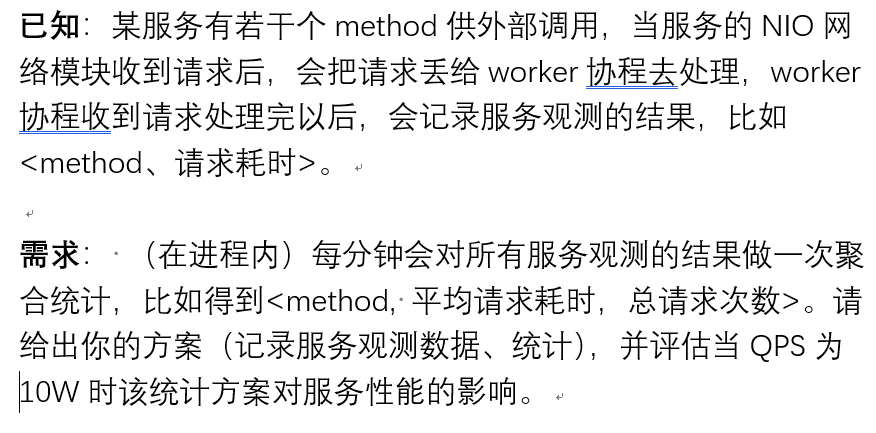 已知：某服务有若干个 method 供外部调用，当服务的 NIO 网
络模块收到请求后，会把请求丢给 worker 协程去处理，worker
协程收到请求处理完以后，会记录服务观测的结果，比如
<method、请求耗时>。
需求：（在进程内）每分钟会对所有服务观测的结果做一次聚
合统计，比如得到<method, 平均请求耗时，总请求次数>。请
给出你的方案（记录服务观测数据、统计），并评估当 QPS 为
10W 时该统计方案对服务性能的影响。